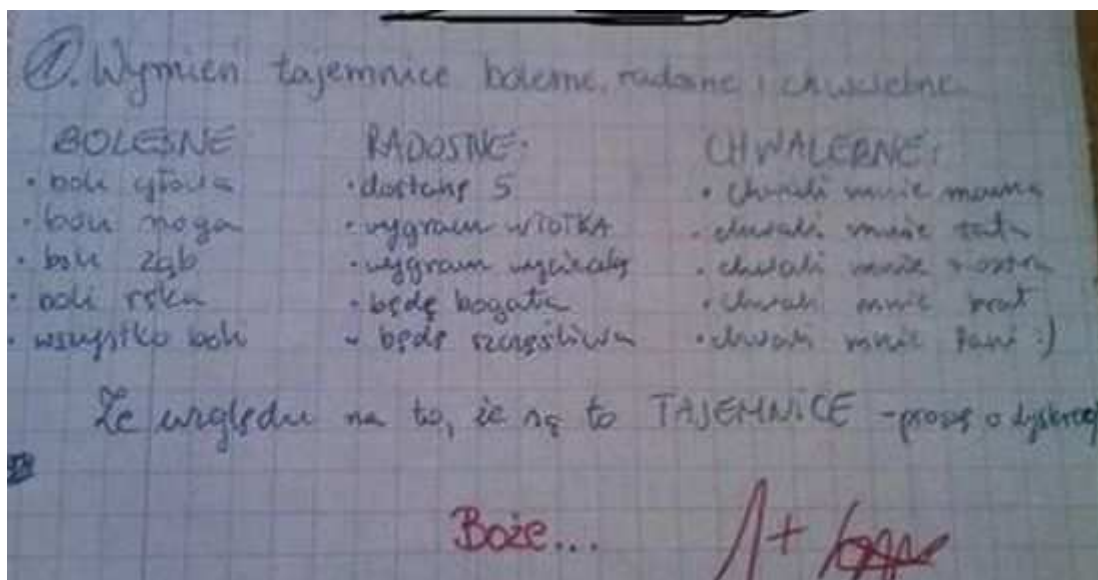 1. Wymień tajemnice bolesne, radosne i chwalebne
BOLESNE RADOSNE: CHWALEBNE:
• boli głowa • dostanę 5 • chwali mnie mama
• boli noga • wygram w TOTKA • chwali mnie tata
• boli ząb • wygram wycieczkę • chwali mnie siostra
• boli ręka • będę bogata • chwali mnie brat
• wszystko boli • będę szczęśliwa • chwali mnie Pani :)
Ze względu na to, że są to TAJEMNICE - proszę o dyskrecję
Boże... 1+